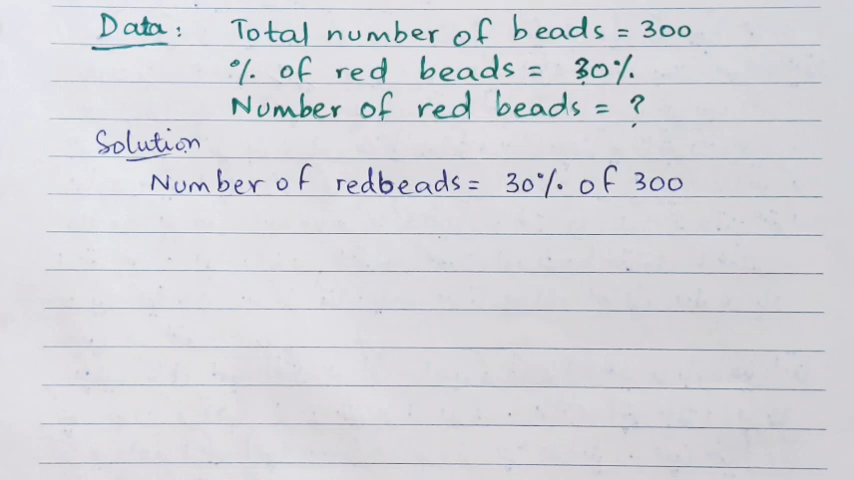 Data: Total number of beads = 300
% of red beads = 30%
Number of red beads = ?
Solution
Number of redbeads = 30% of 300